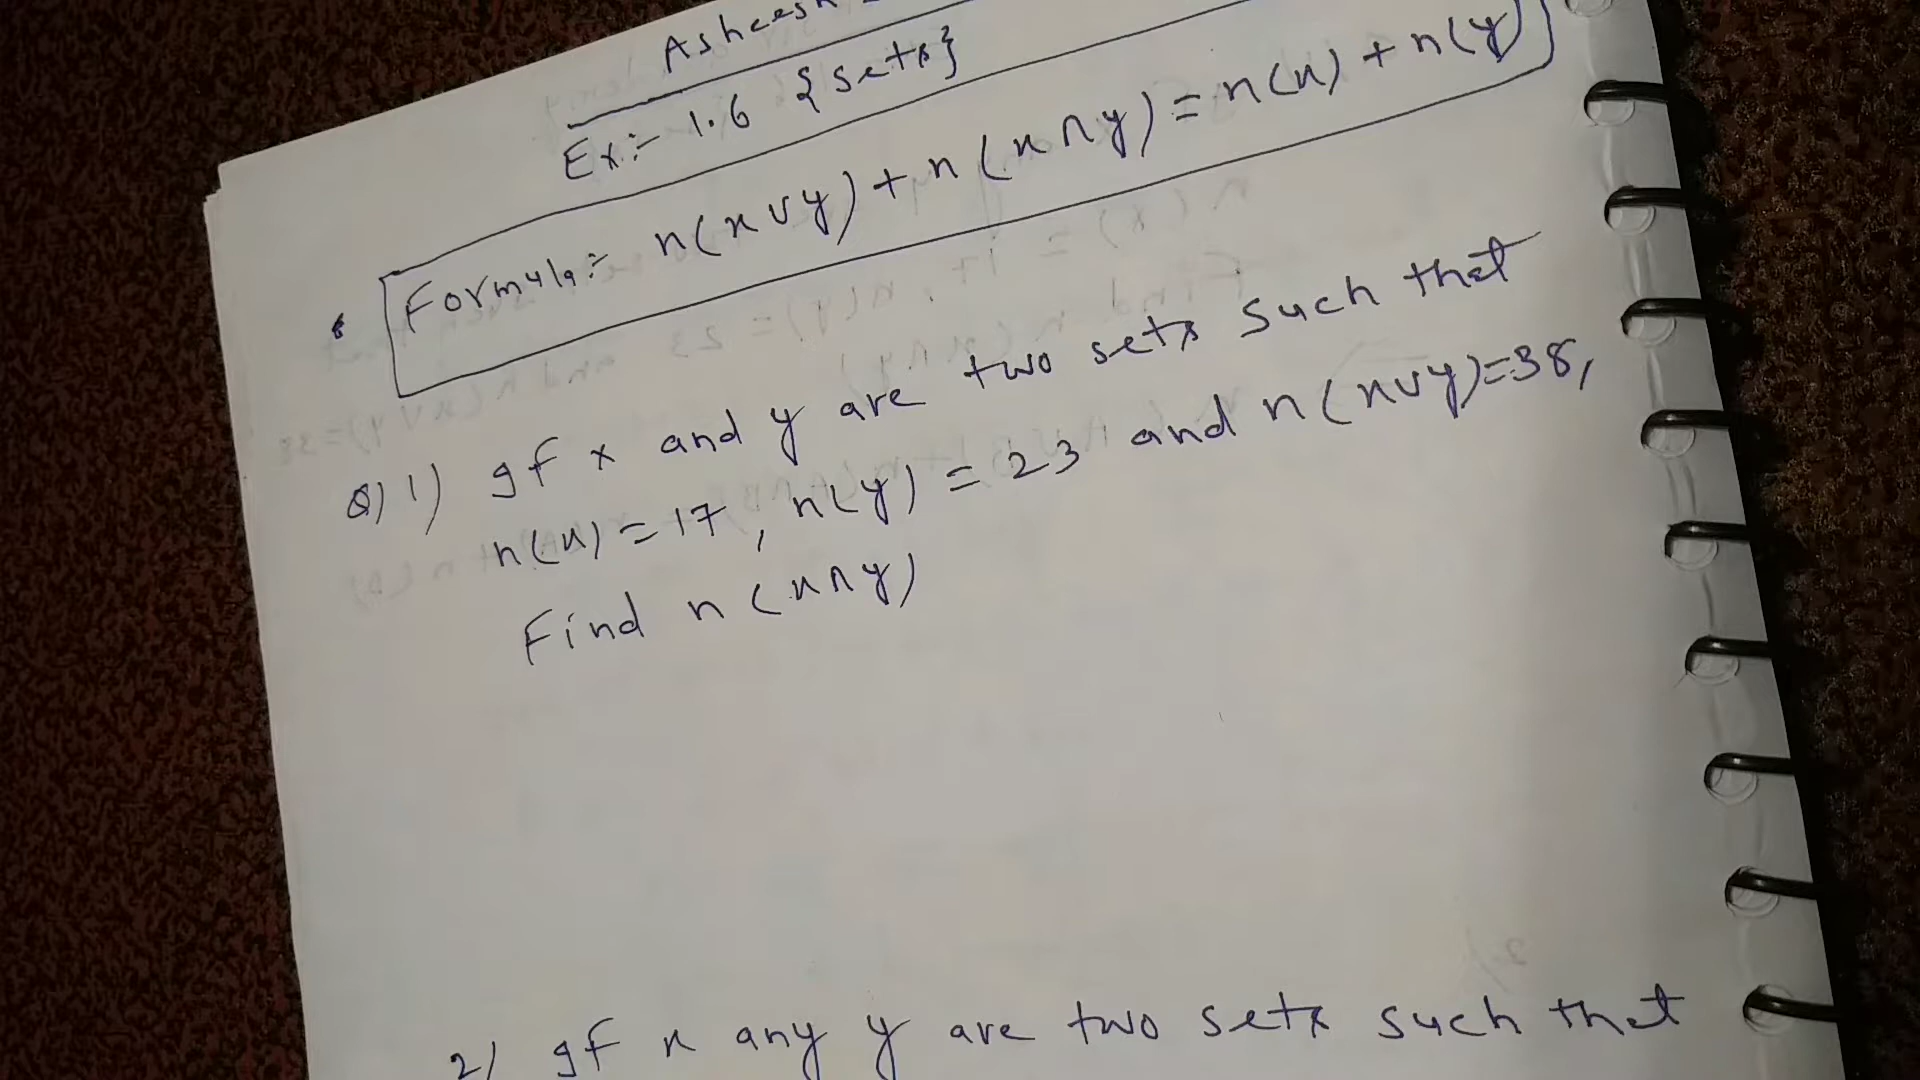 Ex:- 1.6 {sets}
Formula:- n(x∪y) + n(x∩y) = n(x) + n(y)
Q) 1) If x and y are two sets such that
n(x) = 17, n(y) = 23 and n(x∪y)=38,
Find n(x∩y)
2) If x any y are two sets such that